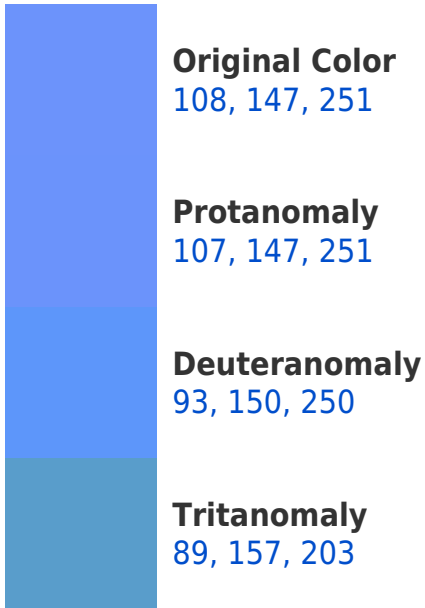 Original Color
108, 147, 251
Protanomaly
107, 147, 251
Deuteranomaly
93, 150, 250
Tritanomaly
89, 157, 203